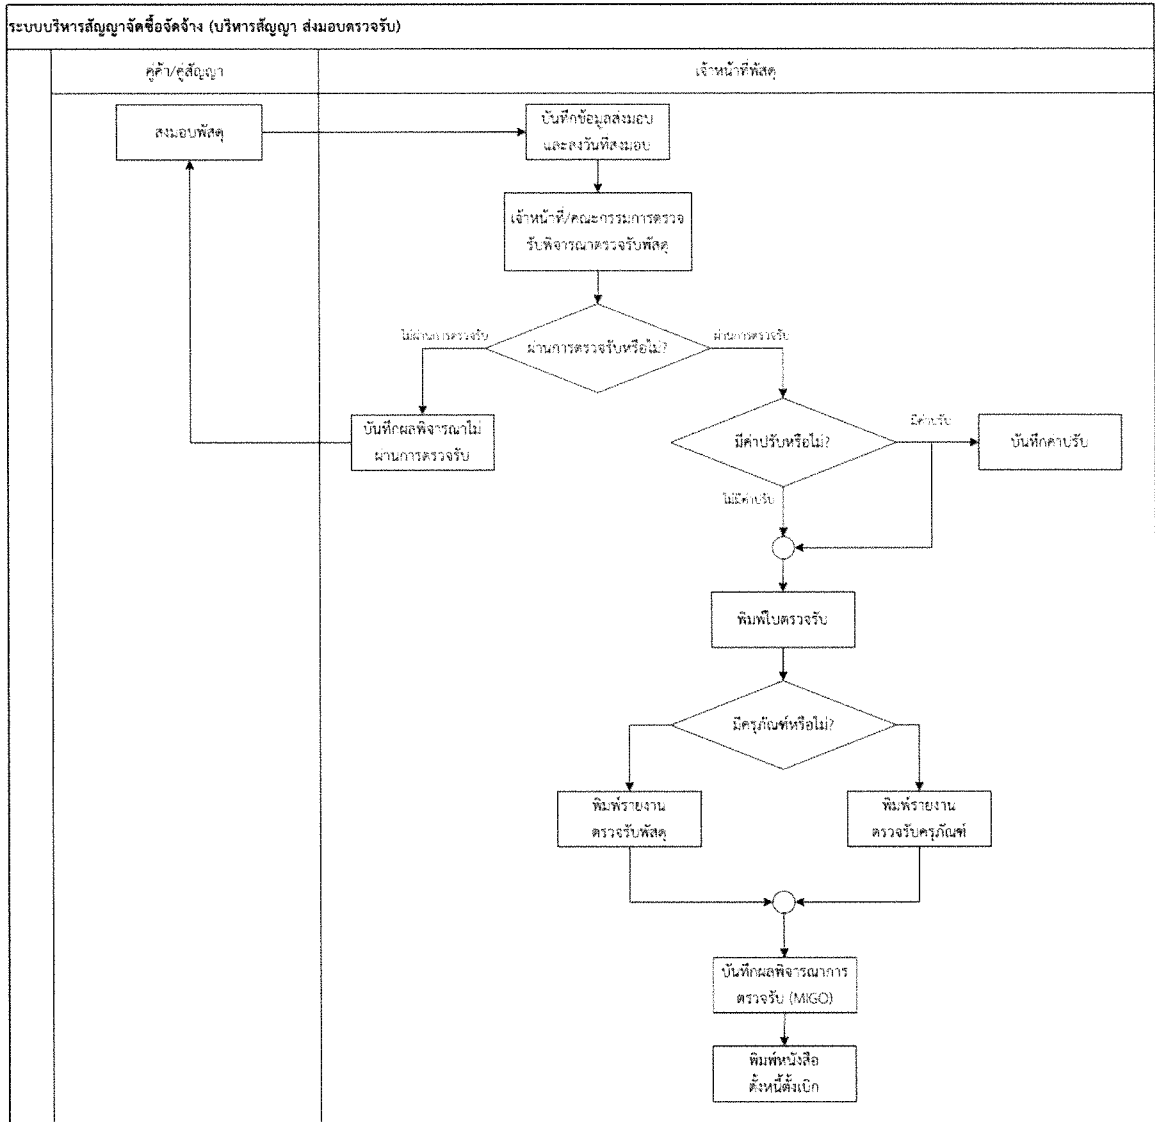 ระบบบริหารสัญญาจัดซื้อจัดจ้าง (บริหารสัญญา ส่งมอบตรวจรับ)
คู่ค้า/คู่สัญญา
เจ้าหน้าที่พัสดุ
ส่งมอบพัสดุ
บันทึกข้อมูลส่งมอบ
และลงวันที่ส่งมอบ
เจ้าหน้าที่/คณะกรรมการตรวจ
รับพิจารณาตรวจรับพัสดุ
ไม่ผ่านการตรวจรับ
ผ่านการตรวจรับหรือไม่?
ผ่านการตรวจรับ
บันทึกผลพิจารณาไม่
ผ่านการตรวจรับ
มีค่าปรับหรือไม่?
มีค่าปรับ
บันทึกค่าปรับ
ไม่มีค่าปรับ
พิมพ์ใบตรวจรับ
มีครุภัณฑ์หรือไม่?
พิมพ์รายงาน
ตรวจรับพัสดุ
พิมพ์รายงาน
ตรวจรับครุภัณฑ์
บันทึกผลพิจารณาการ
ตรวจรับ (MIGO)
พิมพ์หนังสือ
ตั้งหนี้ตั้งเบิก